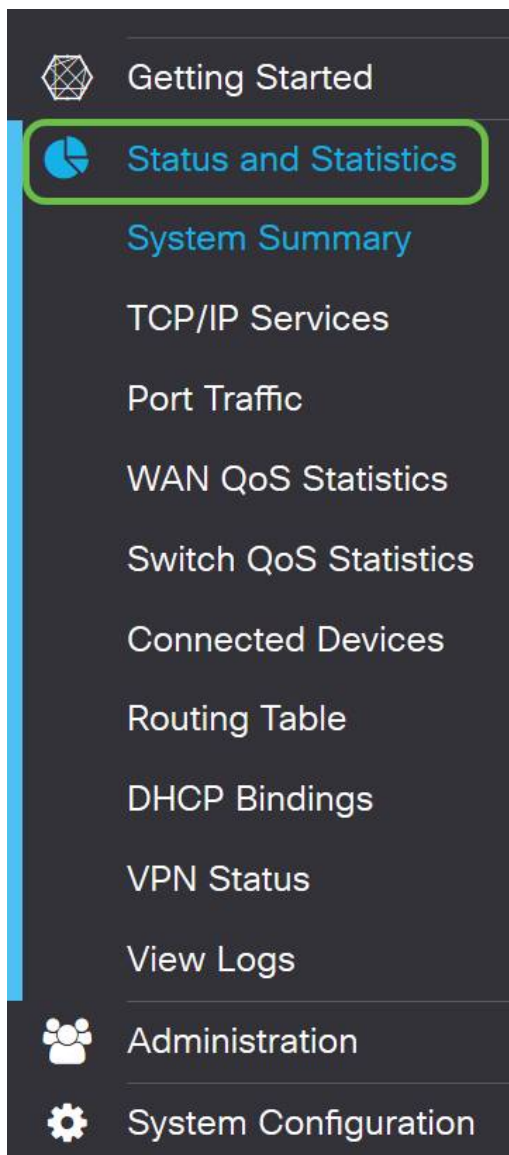 Getting Started
Status and Statistics
System Summary
TCP/IP Services
Port Traffic
WAN QoS Statistics
Switch QoS Statistics
Connected Devices
Routing Table
DHCP Bindings
VPN Status
View Logs
Administration
System Configuration